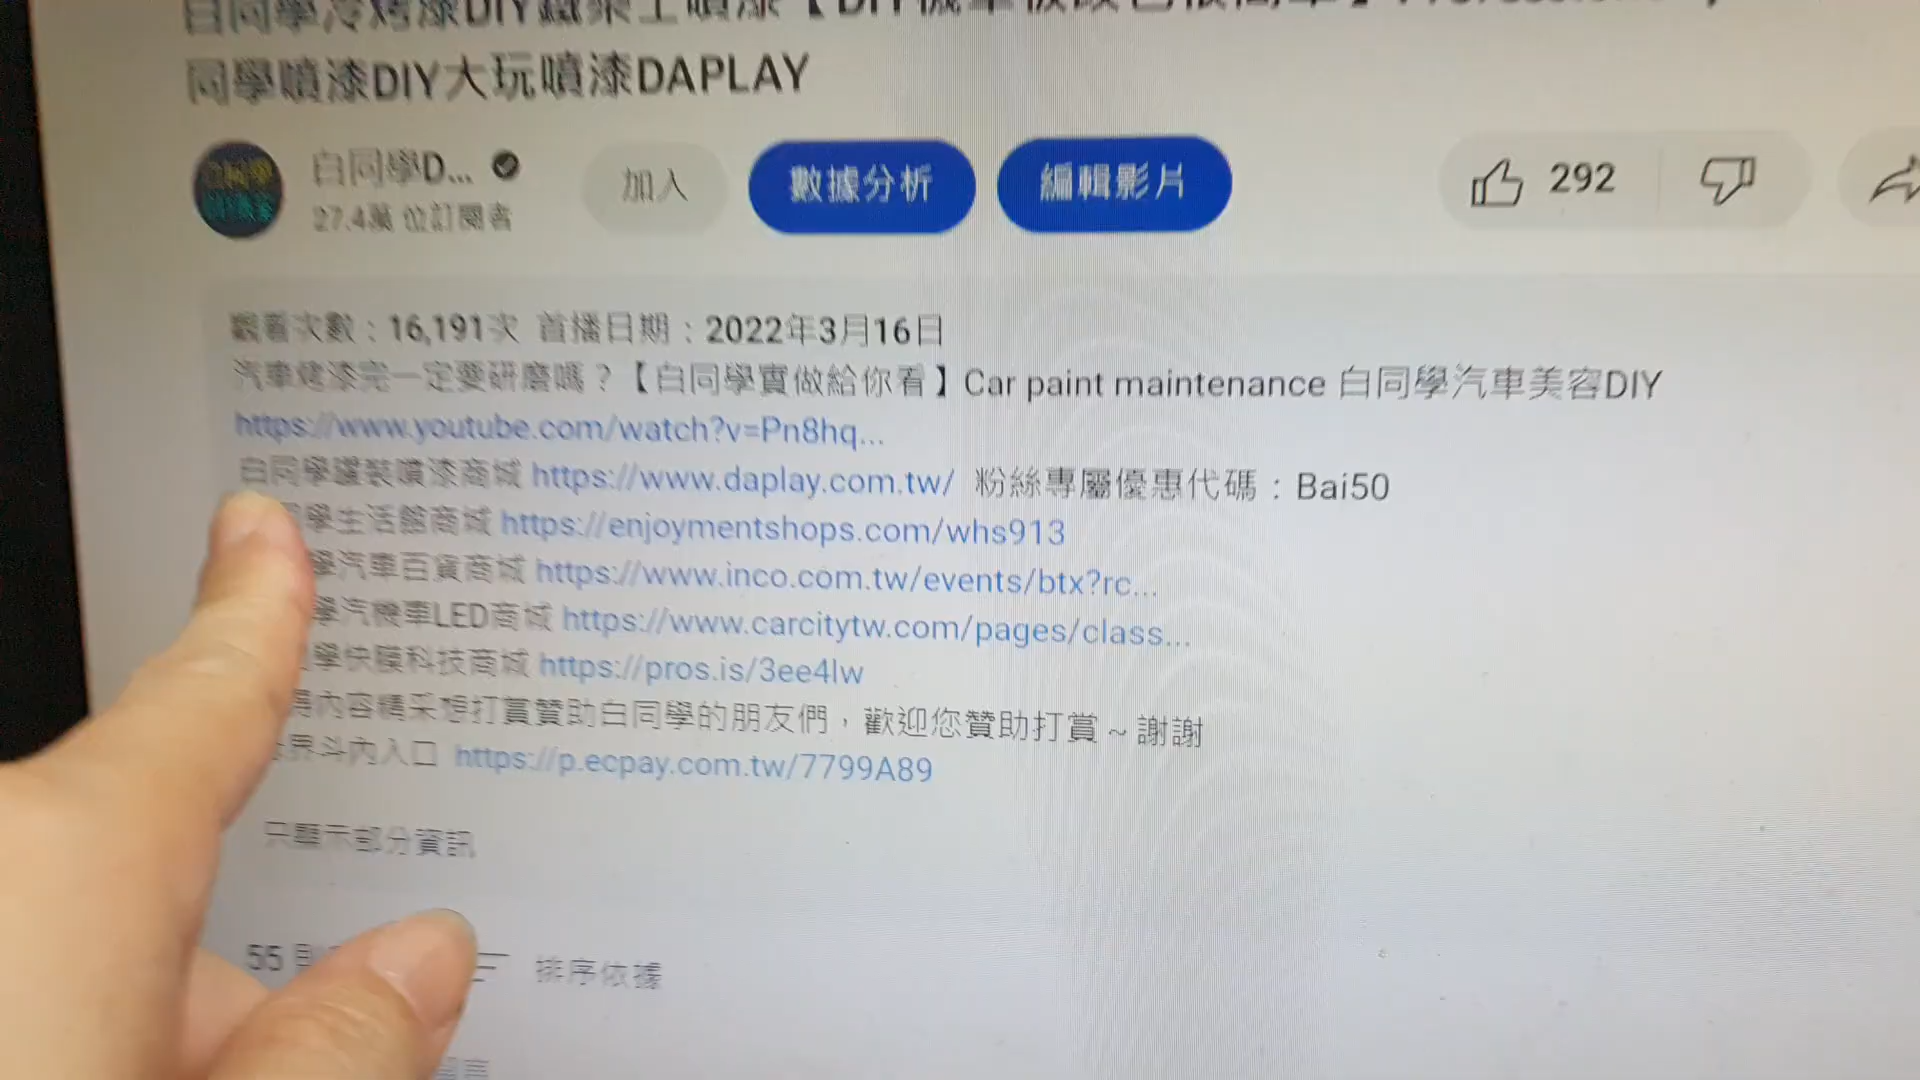 同學噴漆DIY大玩噴漆DAPLAY
白同學D...
加入
數據分析
編輯影片
292
27.4萬 位訂閱者
觀看次數：16,191次 首播日期：2022年3月16日
汽車烤漆完一定要研磨嗎？【白同學實做給你看】Car paint maintenance 白同學汽車美容DIY
https://www.youtube.com/watch?v=Pn8hq...
白同學罐裝噴漆商城 https://www.daplay.com.tw/ 粉絲專屬優惠代碼：Bai50
學生活館商城 https://enjoymentshops.com/whs913
學汽車百貨商城 https://www.inco.com.tw/events/btx?rc...
學汽機車LED商城 https://www.carcitytw.com/pages/class...
學快膜科技商城 https://pros.is/3ee4lw
內容精采想打賞贊助白同學的朋友們，歡迎您贊助打賞～謝謝
斗內入口 https://p.ecpay.com.tw/7799A89
只顯示部分資訊
55
排序依據